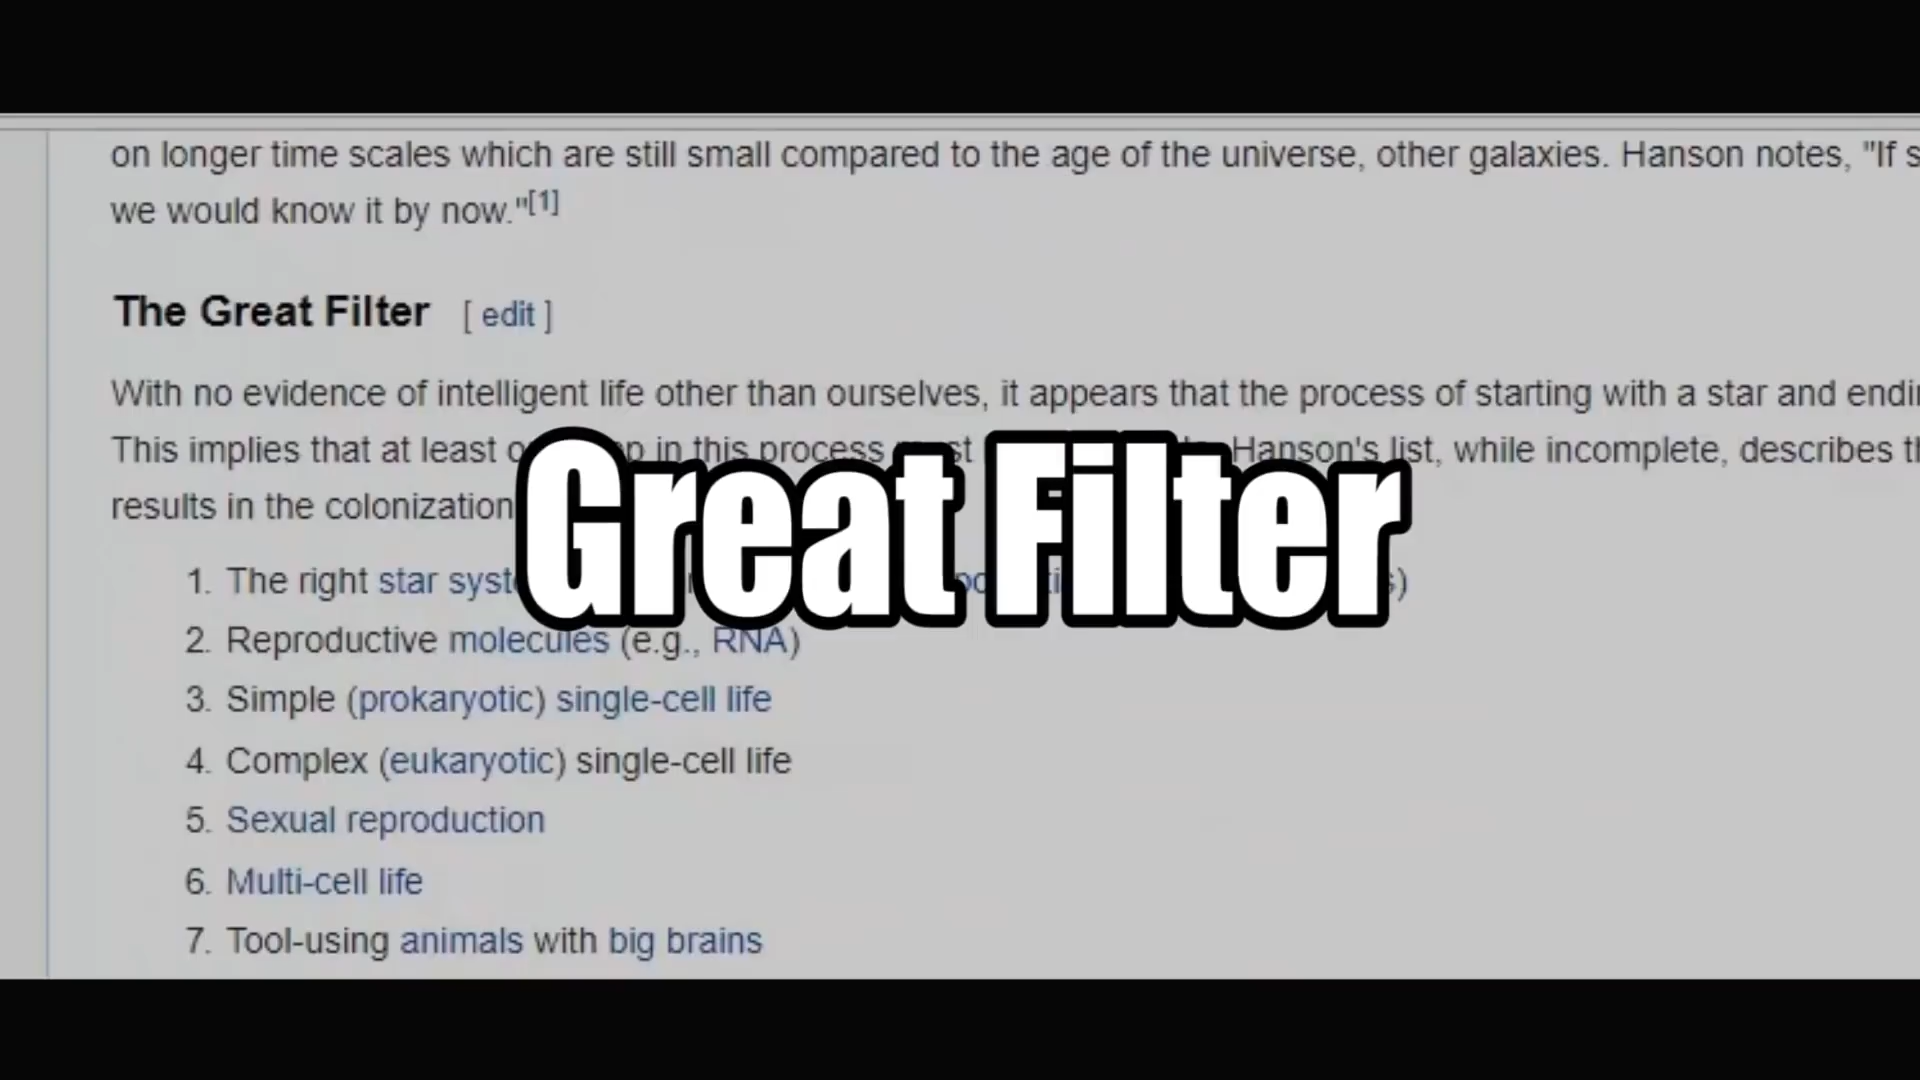 on longer time scales which are still small compared to the age of the universe, other galaxies. Hanson notes, "If s
we would know it by now."[1]
The Great Filter [ edit ]
With no evidence of intelligent life other than ourselves, it appears that the process of starting with a star and endin
This implies that at least in this process Hanson's list, while incomplete, describes th
results in the colonization
Great Filter
1. The right star syst
2. Reproductive molecules (e.g., RNA)
3. Simple (prokaryotic) single-cell life
4. Complex (eukaryotic) single-cell life
5. Sexual reproduction
6. Multi-cell life
7. Tool-using animals with big brains